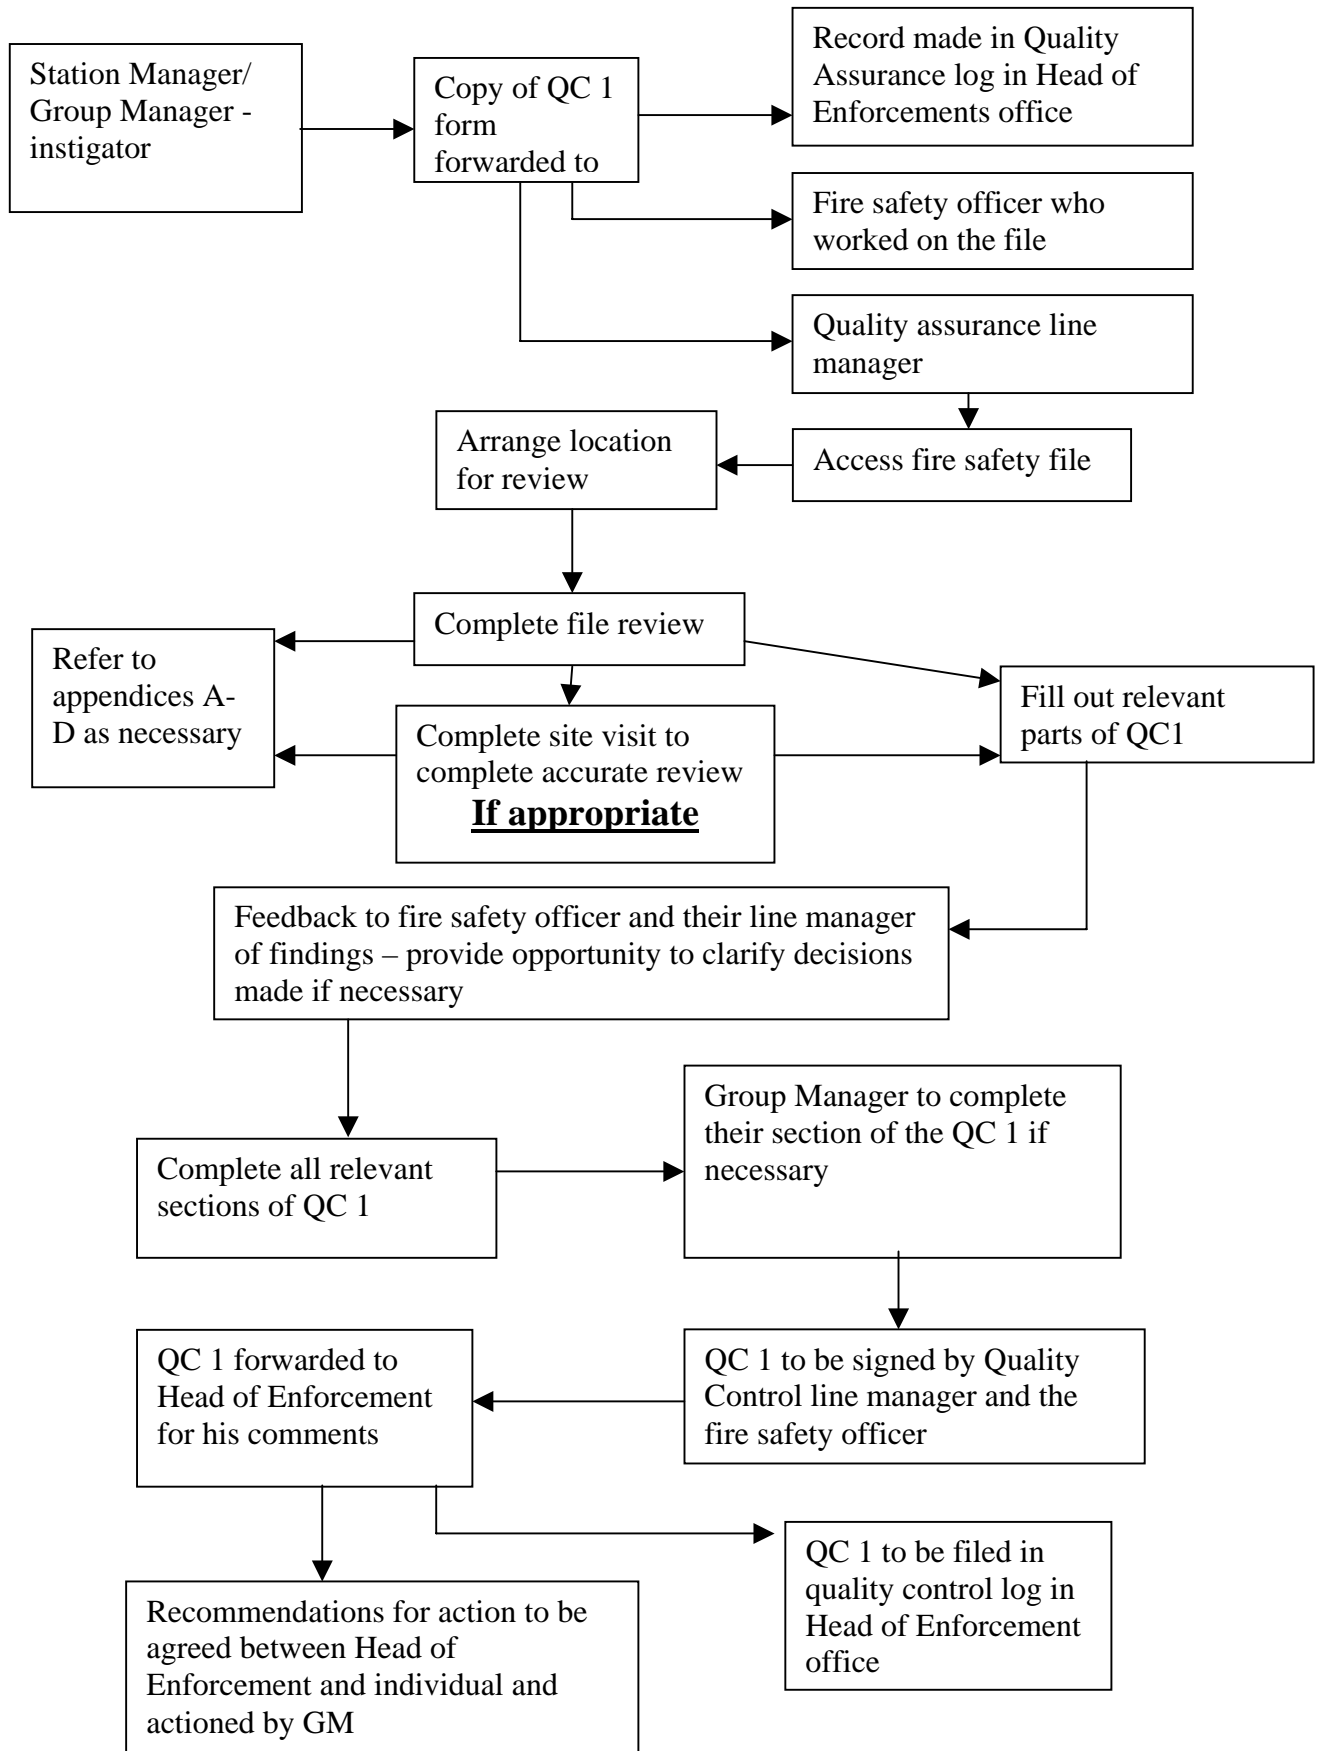 Station Manager/
Group Manager -
instigator
Copy of QC 1
form
forwarded to
Record made in Quality
Assurance log in Head of
Enforcements office
Fire safety officer who
worked on the file
Quality assurance line
manager
Access fire safety file
Arrange location
for review
Complete file review
Refer to
appendices A-
D as necessary
Complete site visit to
complete accurate review
If appropriate
Fill out relevant
parts of QC1
Feedback to fire safety officer and their line manager
of findings – provide opportunity to clarify decisions
made if necessary
Complete all relevant
sections of QC 1
Group Manager to complete
their section of the QC 1 if
necessary
QC 1 to be signed by Quality
Control line manager and the
fire safety officer
QC 1 forwarded to
Head of Enforcement
for his comments
QC 1 to be filed in
quality control log in
Head of Enforcement
office
Recommendations for action to be
agreed between Head of
Enforcement and individual and
actioned by GM